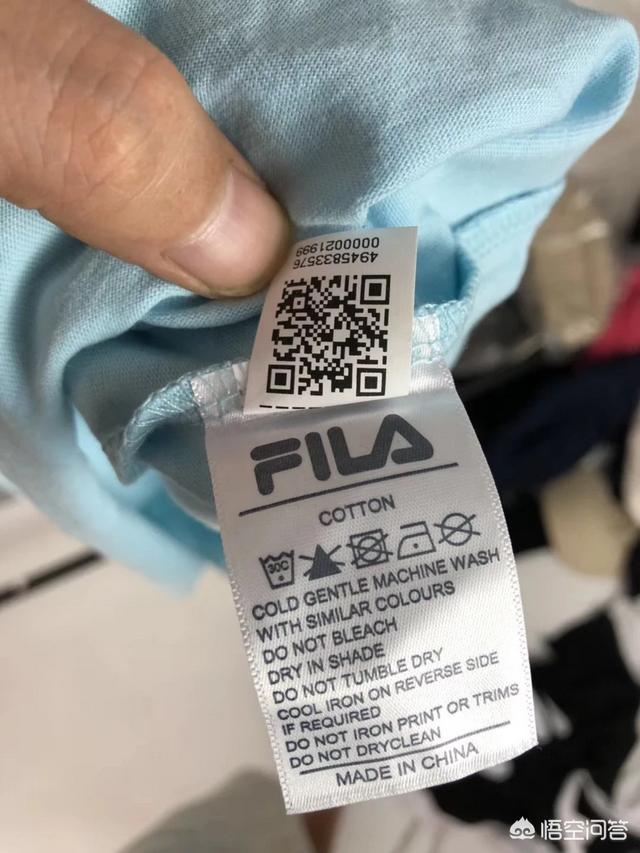 4945833576
0000021999
FILA
COTTON
30C
COLD GENTLE MACHINE WASH
WITH SIMILAR COLOURS
DO NOT BLEACH
DRY IN SHADE
DO NOT TUMBLE DRY
COOL IRON ON REVERSE SIDE
IF REQUIRED
DO NOT IRON PRINT OR TRIMS
DO NOT DRYCLEAN
MADE IN CHINA
悟空问答